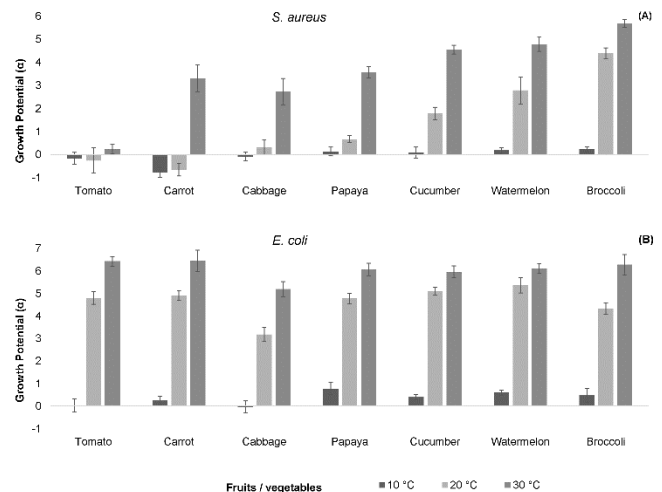 S. aureus
(A)
Growth Potential (c)
6
5
4
3
2
1
0
-1
Tomato Carrot Cabbage Papaya Cucumber Watermelon Broccoli
E. coli
(B)
Growth Potential (c)
7
6
5
4
3
2
1
0
-1
Tomato Carrot Cabbage Papaya Cucumber Watermelon Broccoli
Fruits / vegetables
10 °C 20 °C 30 °C